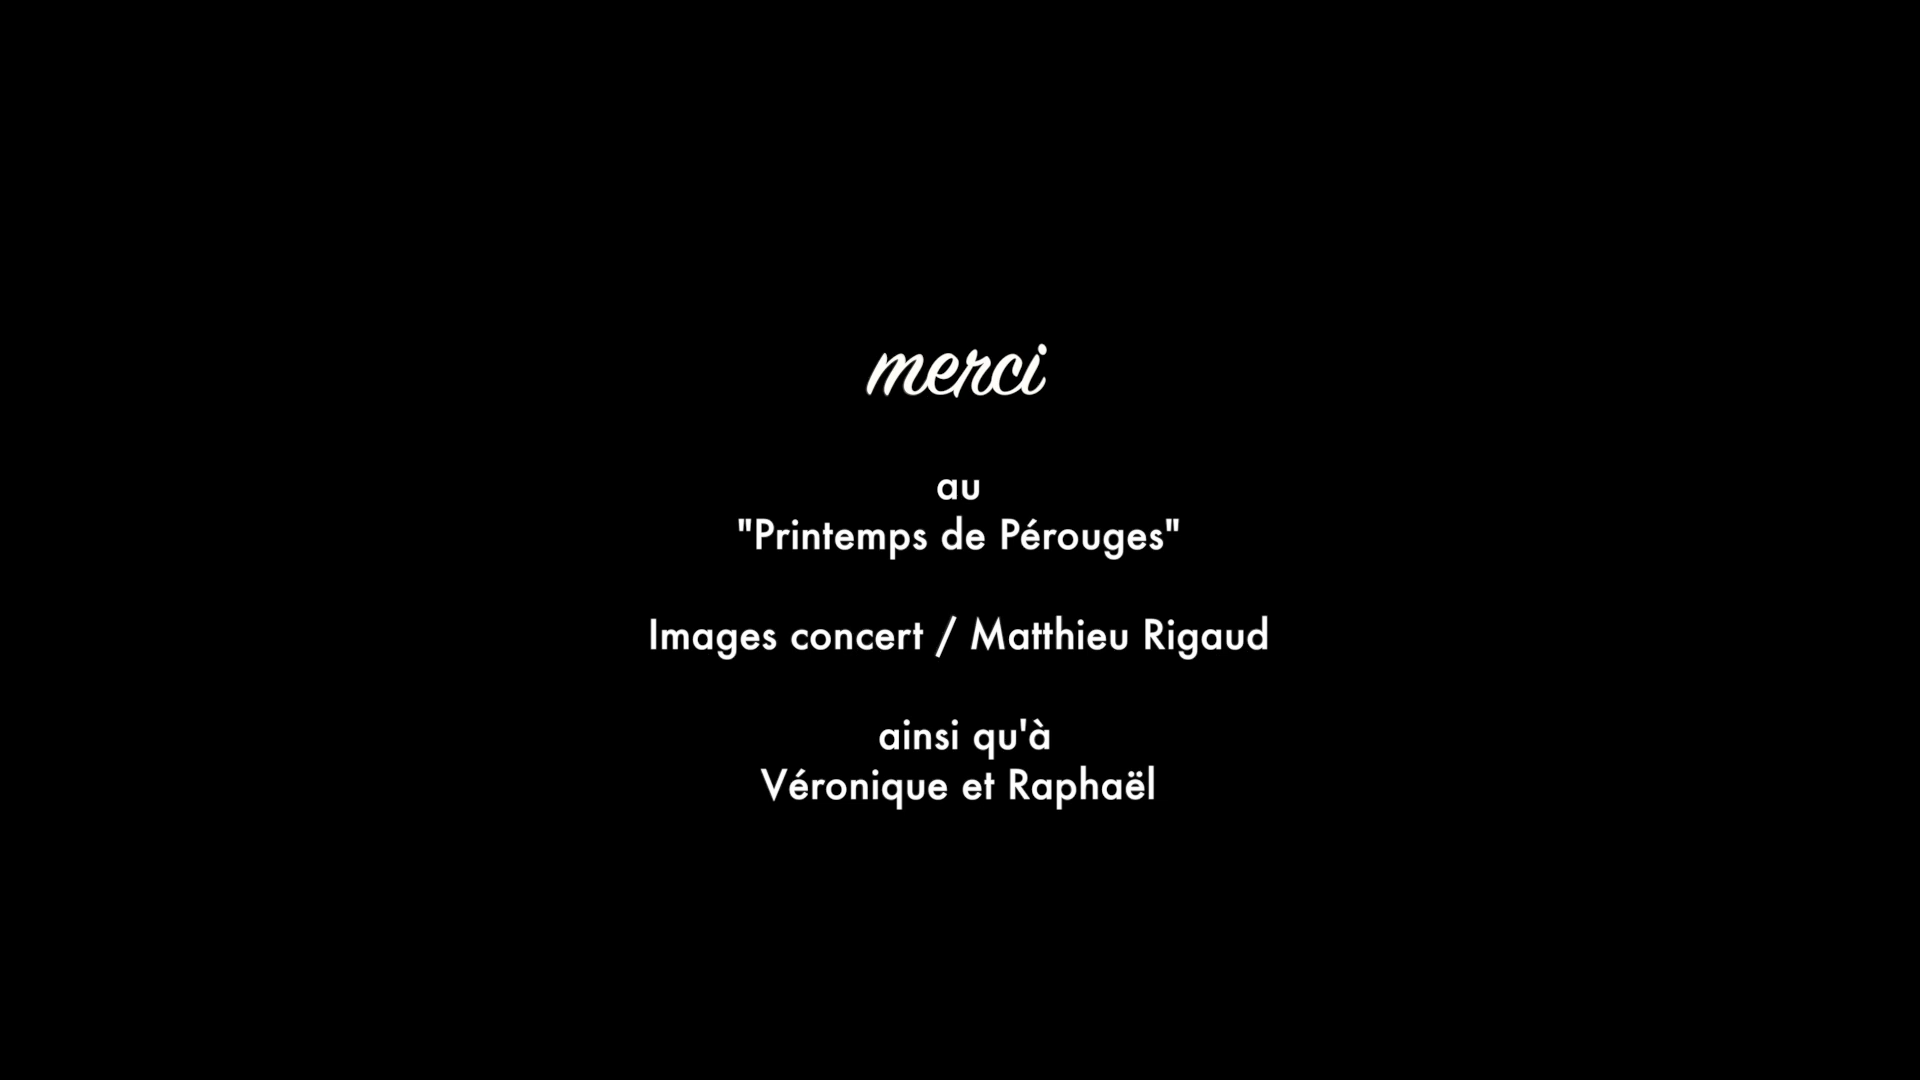 merci
au
"Printemps de Pérouges"
Images concert / Matthieu Rigaud
ainsi qu'à
Véronique et Raphaël